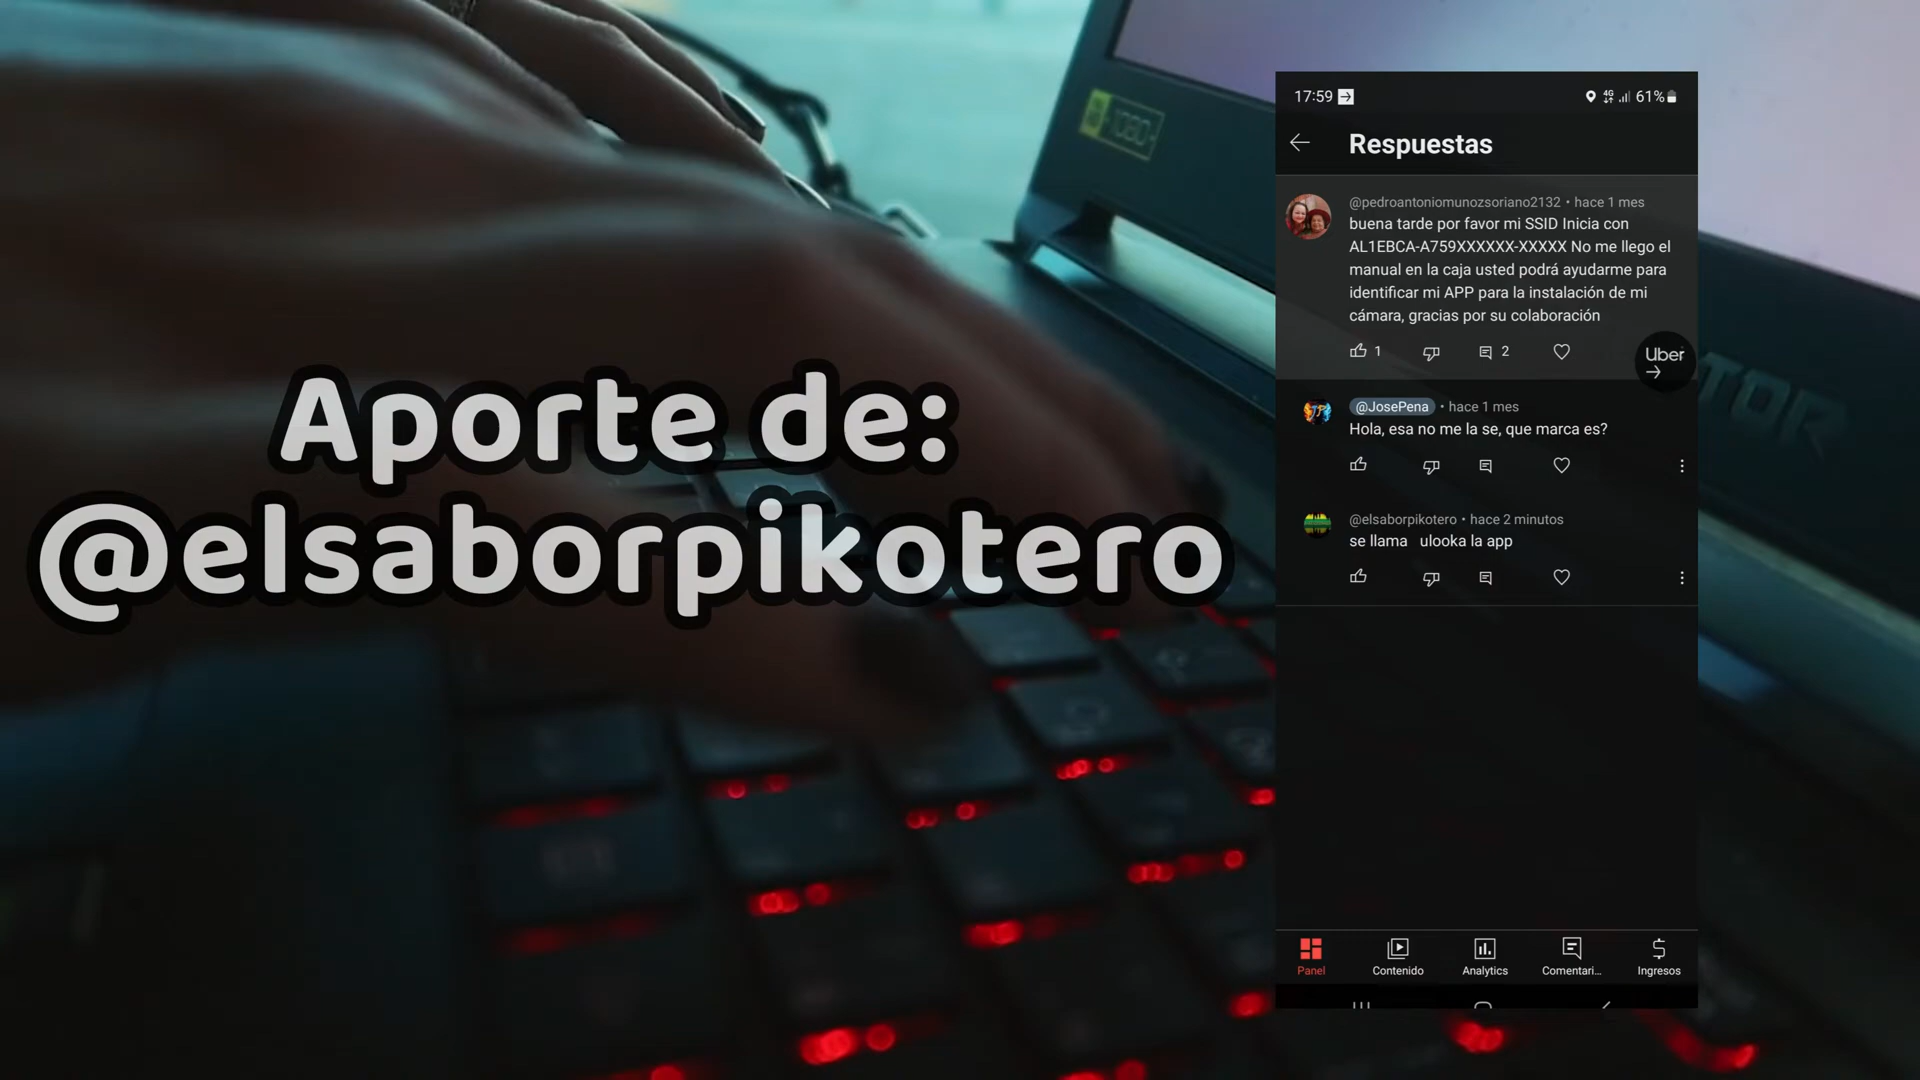 Aporte de:
@elsaborpikotero
1080
TOR
17:59
4G
61%
Respuestas
@pedroantoniomunozsoriano2132 • hace 1 mes
buena tarde por favor mi SSID Inicia con
AL1EBCA-A759XXXXXX-XXXXX No me llego el
manual en la caja usted podrá ayudarme para
identificar mi APP para la instalación de mi
cámara, gracias por su colaboración
1
2
Uber
@JosePena • hace 1 mes
Hola, esa no me la se, que marca es?
@elsaborpikotero • hace 2 minutos
se llama ulooka la app
Panel
Contenido
Analytics
Comentari...
Ingresos